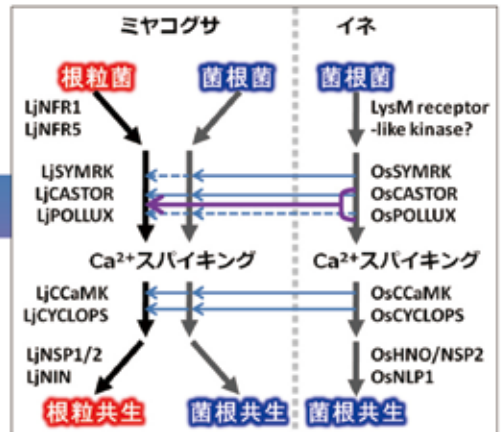 ミヤコグサ
イネ
根粒菌
菌根菌
菌根菌
LjNFR1
LjNFR5
LysM receptor
-like kinase?
LjSYMRK
LjCASTOR
LjPOLLUX
OsSYMRK
OsCASTOR
OsPOLLUX
Ca²⁺スパイキング
Ca²⁺スパイキング
LjCCaMK
LjCYCLOPS
OsCCaMK
OsCYCLOPS
LjNSP1/2
LjNIN
OsHNO/NSP2
OsNLP1
根粒共生
菌根共生
菌根共生